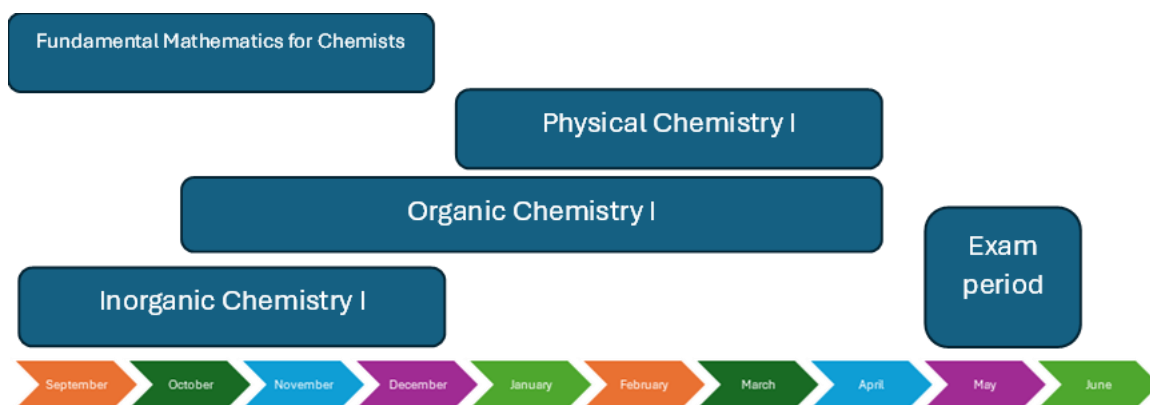 Fundamental Mathematics for Chemists
Physical Chemistry I
Organic Chemistry I
Exam
period
Inorganic Chemistry I
September
October
November
December
January
February
March
April
May
June